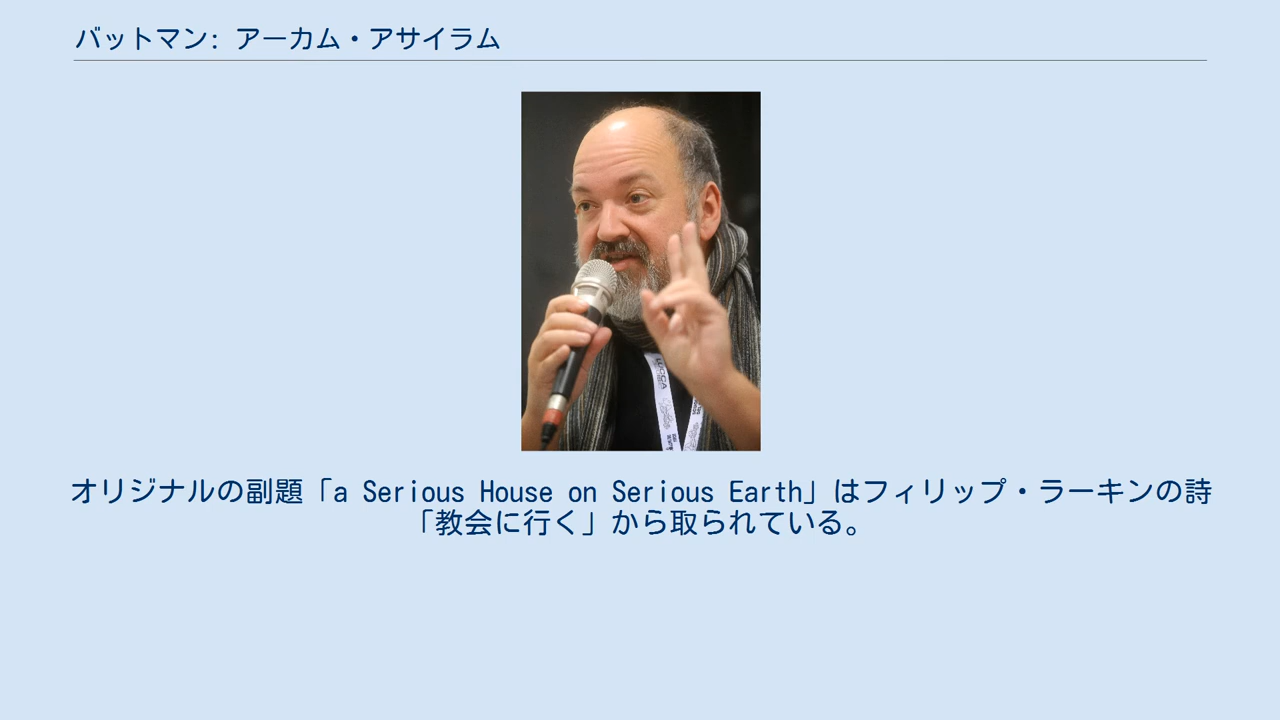 バットマン: アーカム・アサイラム
LUCCA
オリジナルの副題「a Serious House on Serious Earth」はフィリップ・ラーキンの詩
「教会に行く」から取られている。